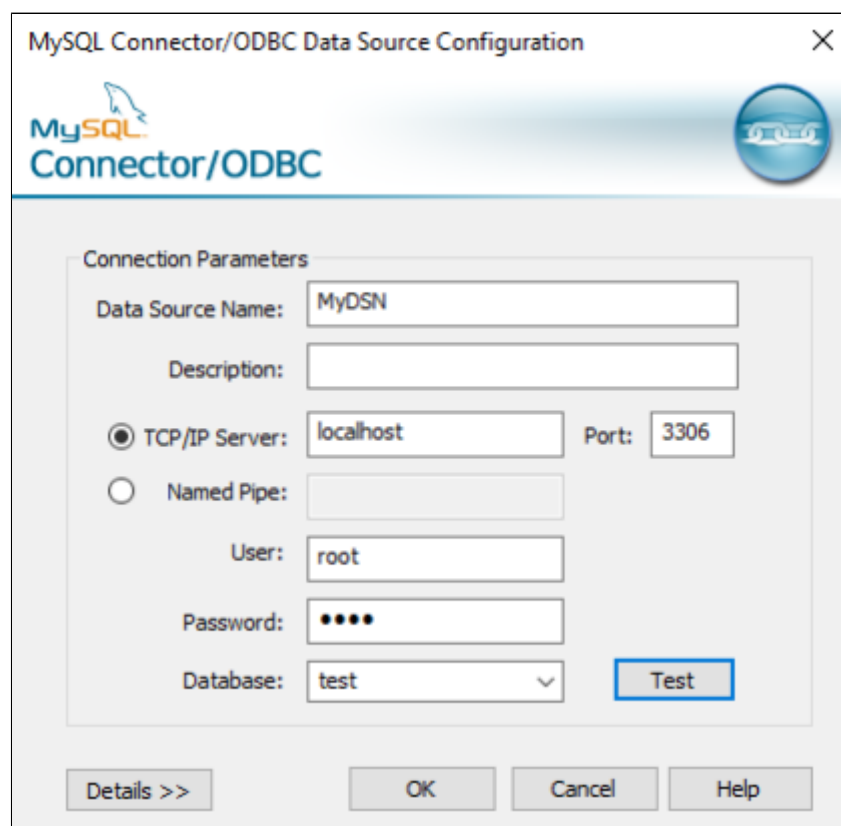 MySQL Connector/ODBC Data Source Configuration
MySQL
Connector/ODBC
Connection Parameters
Data Source Name: MyDSN
Description:
TCP/IP Server: localhost Port: 3306
Named Pipe:
User: root
Password: ••••
Database: test Test
Details >> OK Cancel Help